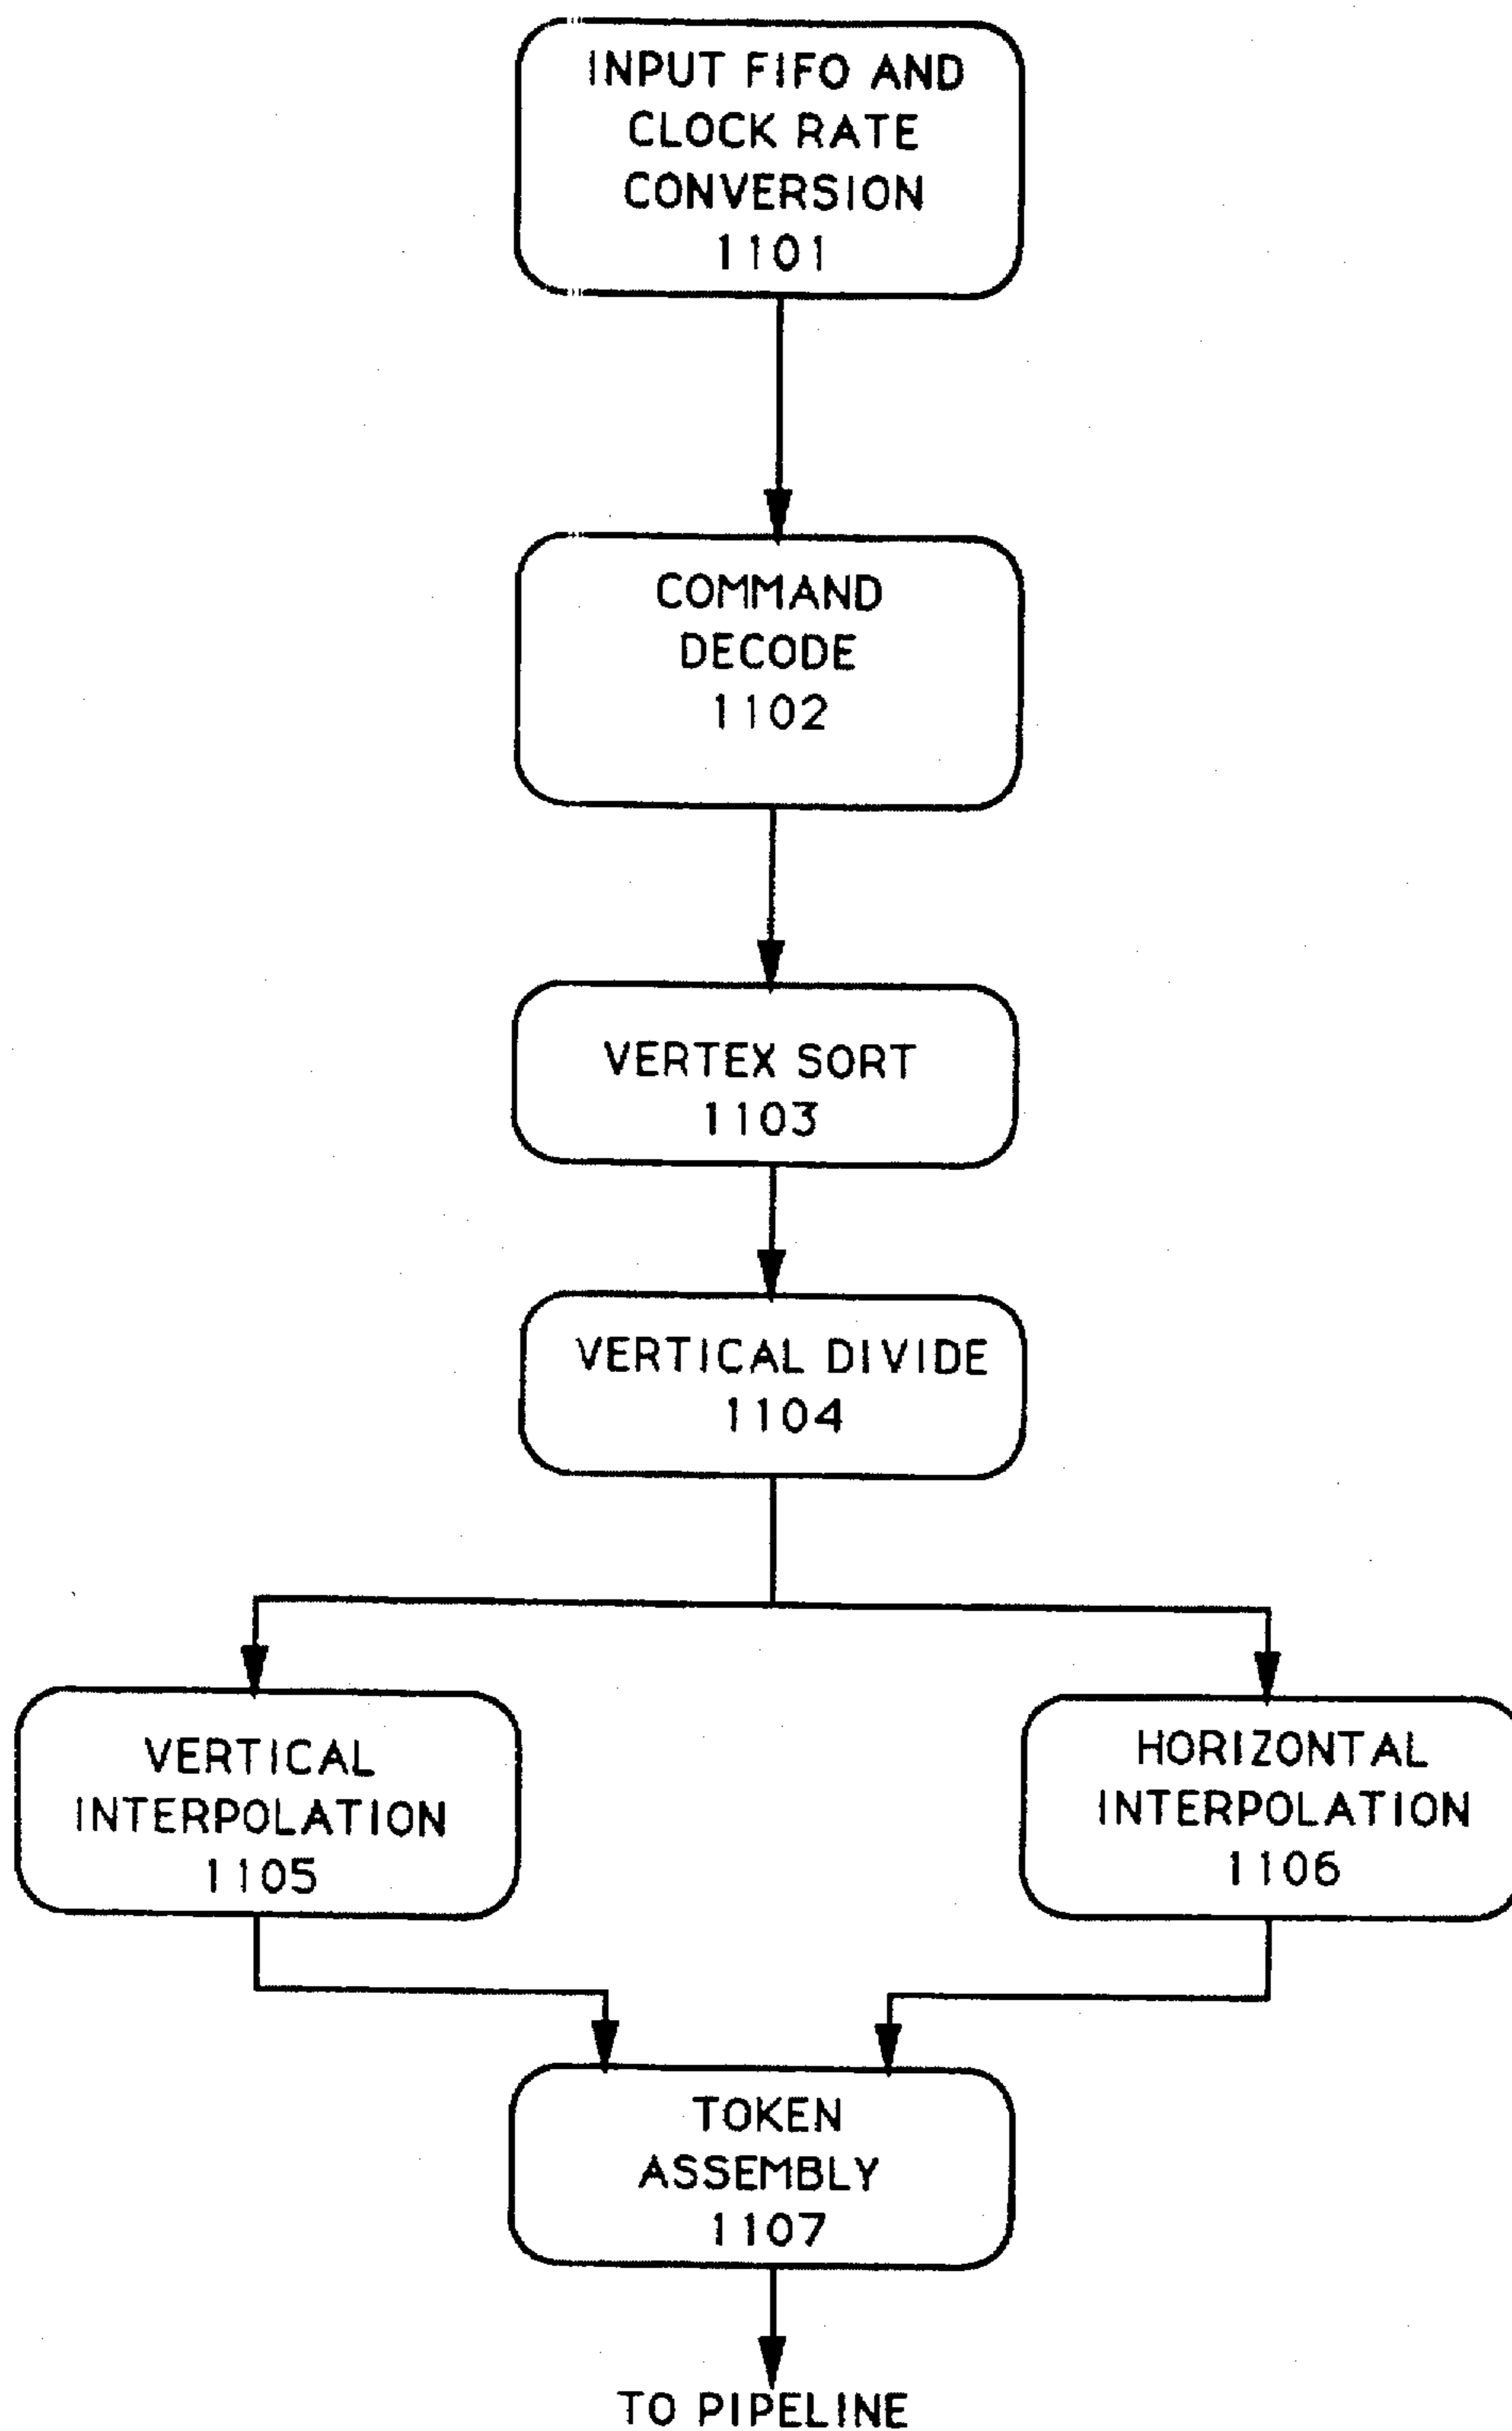 INPUT FIFO AND
CLOCK RATE
CONVERSION
1101
COMMAND
DECODE
1102
VERTEX SORT
1103
VERTICAL DIVIDE
1104
VERTICAL
INTERPOLATION
1105
HORIZONTAL
INTERPOLATION
1106
TOKEN
ASSEMBLY
1107
TO PIPELINE